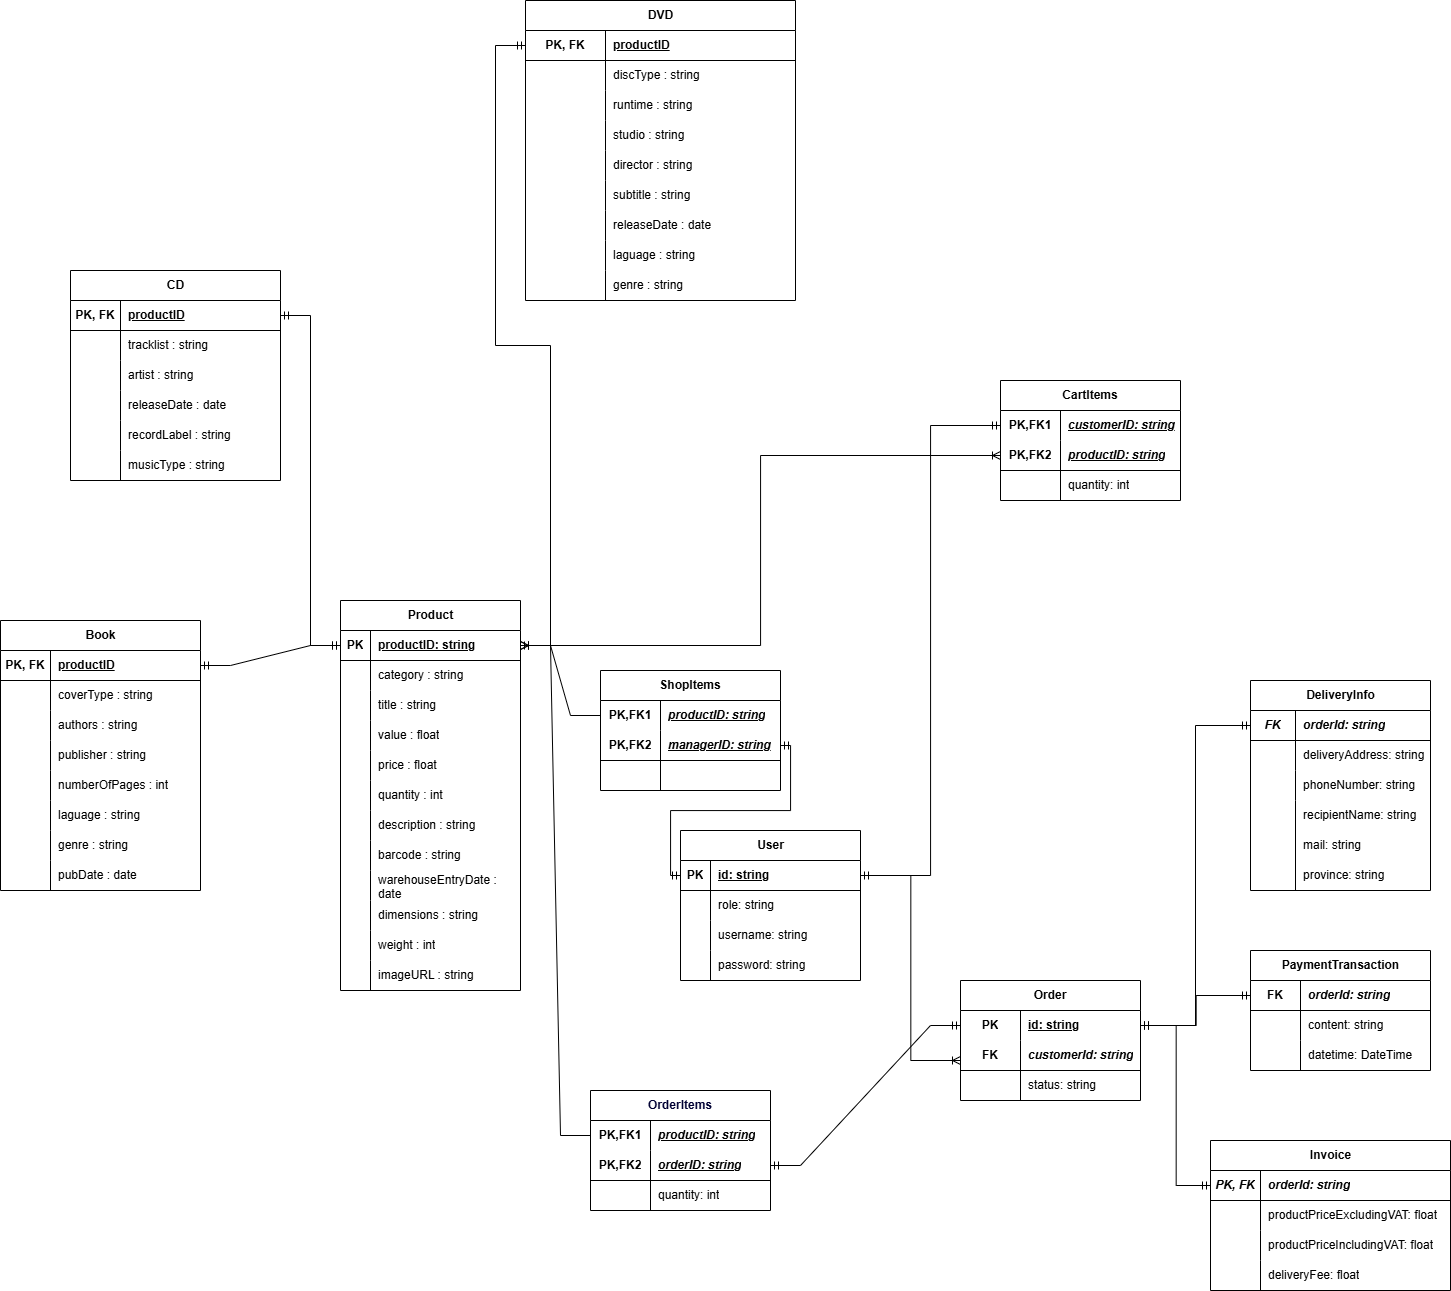 DVD
PK, FK productID
discType : string
runtime : string
studio : string
director : string
subtitle : string
releaseDate : date
laguage : string
genre : string
CD
PK, FK productID
tracklist : string
artist : string
releaseDate : date
recordLabel : string
musicType : string
CartItems
PK,FK1 customerID: string
PK,FK2 productID: string
quantity: int
Book
PK, FK productID
coverType : string
authors : string
publisher : string
numberOfPages : int
laguage : string
genre : string
pubDate : date
Product
PK productID: string
category : string
title : string
value : float
price : float
quantity : int
description : string
barcode : string
warehouseEntryDate :
date
dimensions : string
weight : int
imageURL : string
ShopItems
PK,FK1 productID: string
PK,FK2 managerID: string
User
PK id: string
role: string
username: string
password: string
DeliveryInfo
FK orderId: string
deliveryAddress: string
phoneNumber: string
recipientName: string
mail: string
province: string
PaymentTransaction
FK orderId: string
content: string
datetime: DateTime
Order
PK id: string
FK customerId: string
status: string
OrderItems
PK,FK1 productID: string
PK,FK2 orderID: string
quantity: int
Invoice
PK, FK orderId: string
productPriceExcludingVAT: float
productPriceIncludingVAT: float
deliveryFee: float